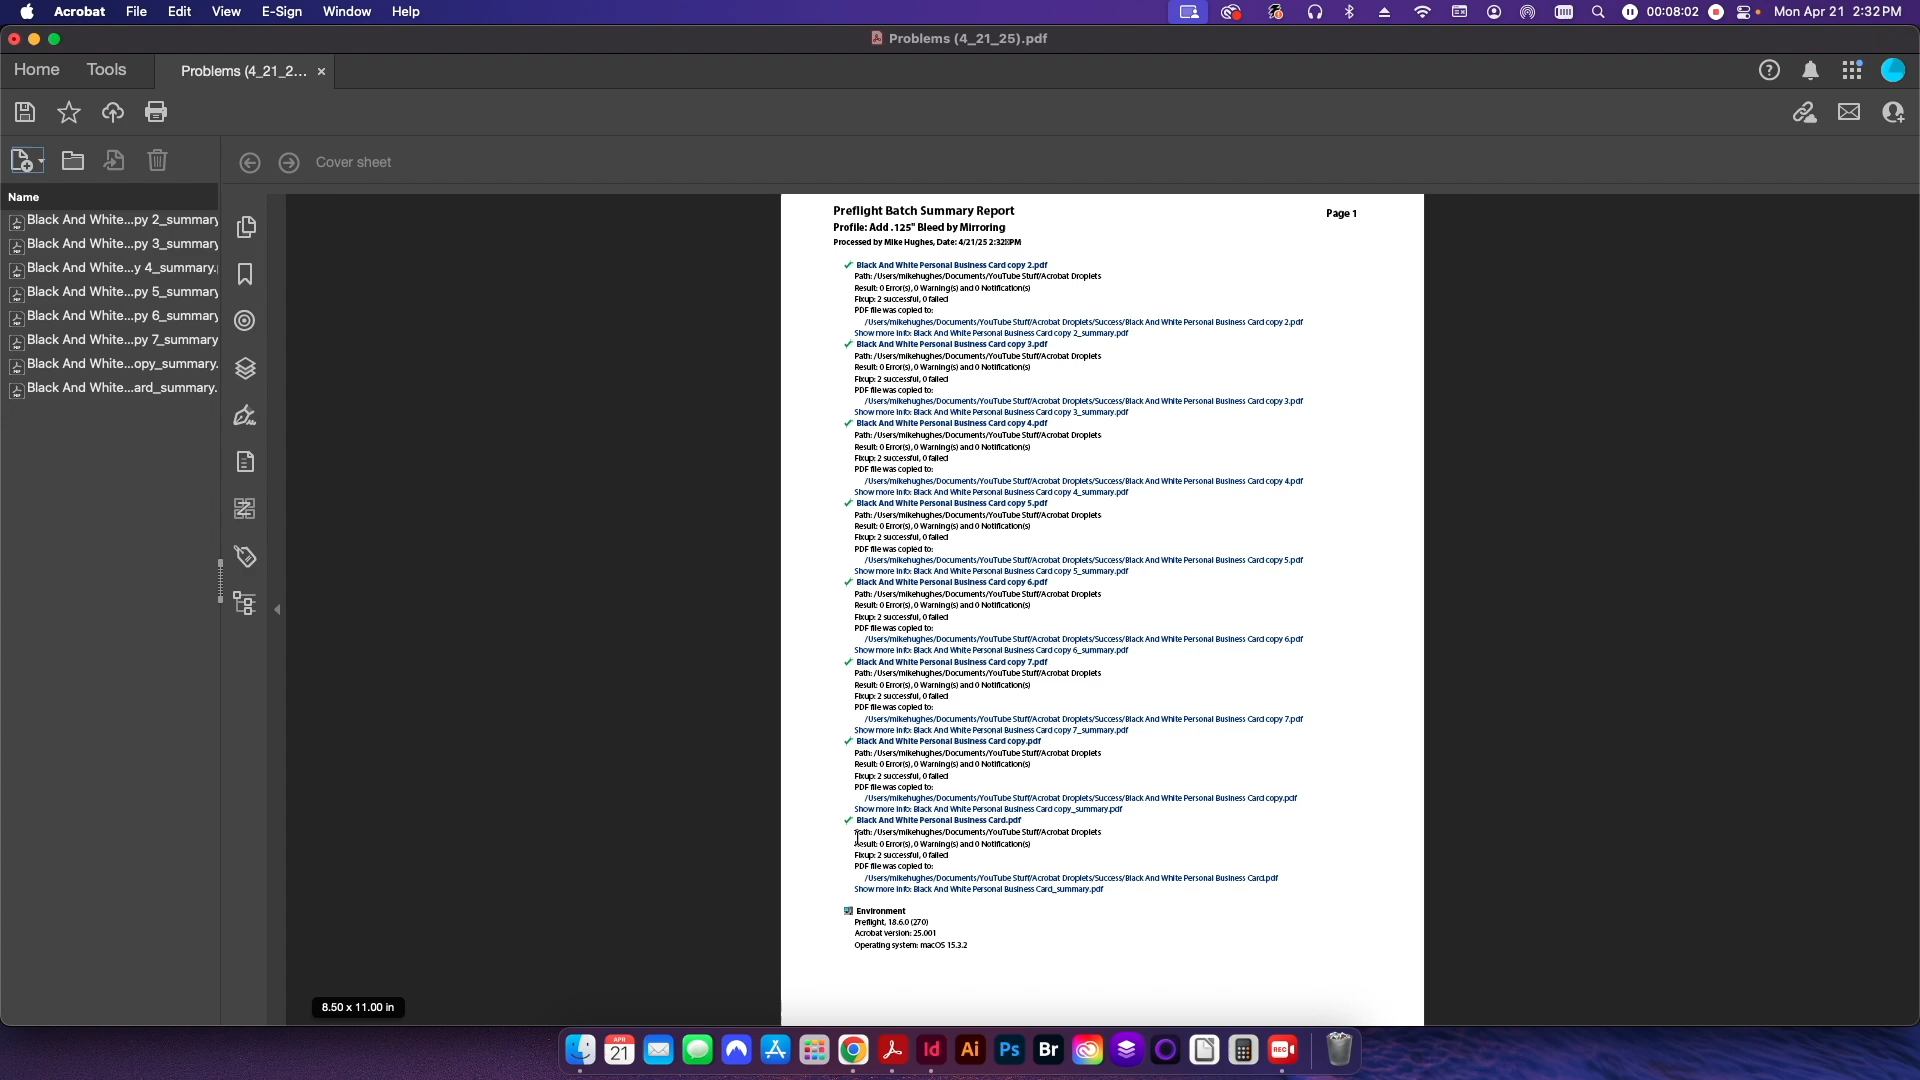 Acrobat File Edit View E-Sign Window Help
00:08:02
Mon Apr 21 2:32 PM
Problems (4_21_25).pdf
Home Tools Problems (4_21_2... ×
Cover sheet
Name
Black And White...py 2_summary
Black And White...py 3_summary
Black And White...y 4_summary.
Black And White...py 5_summary
Black And White...py 6_summary
Black And White...py 7_summary
Black And White...opy_summary.
Black And White...ard_summary.
Preflight Batch Summary Report
Page 1
Profile: Add .125" Bleed by Mirroring
Processed by Mike Hughes, Date: 4/21/25 2:32 PM
Black And White Personal Business Card copy 2.pdf
Path: /Users/mikehughes/Documents/YouTube Stuff/Acrobat Droplets
Result: 0 Error(s), 0 Warning(s) and 0 Notification(s)
Fixup: 2 successful, 0 failed
PDF file was copied to:
/Users/mikehughes/Documents/YouTube Stuff/Acrobat Droplets/Success/Black And White Personal Business Card copy 2.pdf
Show more info: Black And White Personal Business Card copy 2_summary.pdf
Black And White Personal Business Card copy 3.pdf
Path: /Users/mikehughes/Documents/YouTube Stuff/Acrobat Droplets
Result: 0 Error(s), 0 Warning(s) and 0 Notification(s)
Fixup: 2 successful, 0 failed
PDF file was copied to:
/Users/mikehughes/Documents/YouTube Stuff/Acrobat Droplets/Success/Black And White Personal Business Card copy 3.pdf
Show more info: Black And White Personal Business Card copy 3_summary.pdf
Black And White Personal Business Card copy 4.pdf
Path: /Users/mikehughes/Documents/YouTube Stuff/Acrobat Droplets
Result: 0 Error(s), 0 Warning(s) and 0 Notification(s)
Fixup: 2 successful, 0 failed
PDF file was copied to:
/Users/mikehughes/Documents/YouTube Stuff/Acrobat Droplets/Success/Black And White Personal Business Card copy 4.pdf
Show more info: Black And White Personal Business Card copy 4_summary.pdf
Black And White Personal Business Card copy 5.pdf
Path: /Users/mikehughes/Documents/YouTube Stuff/Acrobat Droplets
Result: 0 Error(s), 0 Warning(s) and 0 Notification(s)
Fixup: 2 successful, 0 failed
PDF file was copied to:
/Users/mikehughes/Documents/YouTube Stuff/Acrobat Droplets/Success/Black And White Personal Business Card copy 5.pdf
Show more info: Black And White Personal Business Card copy 5_summary.pdf
Black And White Personal Business Card copy 6.pdf
Path: /Users/mikehughes/Documents/YouTube Stuff/Acrobat Droplets
Result: 0 Error(s), 0 Warning(s) and 0 Notification(s)
Fixup: 2 successful, 0 failed
PDF file was copied to:
/Users/mikehughes/Documents/YouTube Stuff/Acrobat Droplets/Success/Black And White Personal Business Card copy 6.pdf
Show more info: Black And White Personal Business Card copy 6_summary.pdf
Black And White Personal Business Card copy 7.pdf
Path: /Users/mikehughes/Documents/YouTube Stuff/Acrobat Droplets
Result: 0 Error(s), 0 Warning(s) and 0 Notification(s)
Fixup: 2 successful, 0 failed
PDF file was copied to:
/Users/mikehughes/Documents/YouTube Stuff/Acrobat Droplets/Success/Black And White Personal Business Card copy 7.pdf
Show more info: Black And White Personal Business Card copy 7_summary.pdf
Black And White Personal Business Card copy.pdf
Path: /Users/mikehughes/Documents/YouTube Stuff/Acrobat Droplets
Result: 0 Error(s), 0 Warning(s) and 0 Notification(s)
Fixup: 2 successful, 0 failed
PDF file was copied to:
/Users/mikehughes/Documents/YouTube Stuff/Acrobat Droplets/Success/Black And White Personal Business Card copy.pdf
Show more info: Black And White Personal Business Card copy_summary.pdf
Black And White Personal Business Card.pdf
Path: /Users/mikehughes/Documents/YouTube Stuff/Acrobat Droplets
Result: 0 Error(s), 0 Warning(s) and 0 Notification(s)
Fixup: 2 successful, 0 failed
PDF file was copied to:
/Users/mikehughes/Documents/YouTube Stuff/Acrobat Droplets/Success/Black And White Personal Business Card.pdf
Show more info: Black And White Personal Business Card_summary.pdf
Environment
Preflight, 18.6.0 (270)
Acrobat version: 25.001
Operating system: macOS 15.3.2
8.50 x 11.00 in
APR
21
Id
Ai
Ps
Br
REC